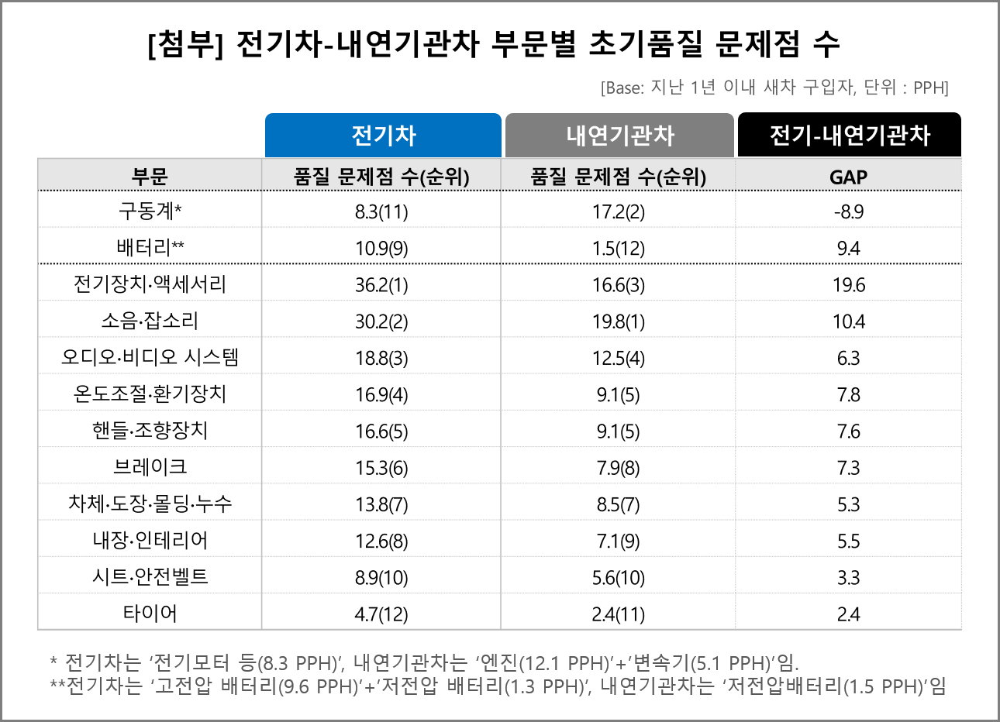 [첨부] 전기차-내연기관차 부문별 초기품질 문제점 수
[Base: 지난 1년 이내 새차 구입자, 단위 : PPH]
전기차 내연기관차 전기-내연기관차
부문 품질 문제점 수(순위) 품질 문제점 수(순위) GAP
구동계* 8.3(11) 17.2(2) -8.9
배터리** 10.9(9) 1.5(12) 9.4
전기장치·액세서리 36.2(1) 16.6(3) 19.6
소음·잡소리 30.2(2) 19.8(1) 10.4
오디오·비디오 시스템 18.8(3) 12.5(4) 6.3
온도조절·환기장치 16.9(4) 9.1(5) 7.8
핸들·조향장치 16.6(5) 9.1(5) 7.6
브레이크 15.3(6) 7.9(8) 7.3
차체·도장·몰딩·누수 13.8(7) 8.5(7) 5.3
내장·인테리어 12.6(8) 7.1(9) 5.5
시트·안전벨트 8.9(10) 5.6(10) 3.3
타이어 4.7(12) 2.4(11) 2.4
* 전기차는 ‘전기모터 등(8.3 PPH)’, 내연기관차는 ‘엔진(12.1 PPH)’+’변속기(5.1 PPH)’임.
**전기차는 ‘고전압 배터리(9.6 PPH)’+’저전압 배터리(1.3 PPH)’, 내연기관차는 ‘저전압배터리(1.5 PPH)’임